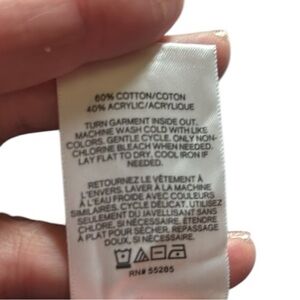 60% COTTON/COTON
40% ACRYLIC/ACRYLIQUE
TURN GARMENT INSIDE OUT.
MACHINE WASH COLD WITH LIKE
COLORS. GENTLE CYCLE. ONLY NON-
CHLORINE BLEACH WHEN NEEDED.
LAY FLAT TO DRY. COOL IRON IF
NEEDED.
RETOURNEZ LE VÊTEMENT À
L'ENVERS. LAVER À LA MACHINE
À L'EAU FROIDE AVEC COULEURS
SIMILAIRES. CYCLE DÉLICAT. UTILISEZ
SEULEMENT DU JAVELLISANT SANS
CHLORE, SI NÉCESSAIRE. ÉTENDRE
À PLAT POUR SÉCHER. REPASSAGE
DOUX, SI NÉCESSAIRE.
RN# 55285